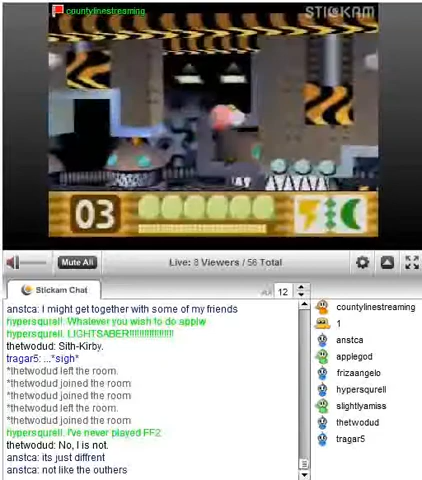 countylinestreaming
STICKAM
03
Mute All
Live: 8 Viewers / 56 Total
Stickam Chat
12
anstca: I might get together with some of my friends
hypersqurell: Whatever you wish to do applw
hypersqurell: LIGHTSABER!!!!!!!!!!!!!!!!!!!!
thetwodud: Sith-Kirby.
tragar5: ...*sigh*
*thetwodud left the room.
*thetwodud joined the room
*thetwodud joined the room
*thetwodud left the room.
*thetwodud joined the room
hypersqurell: I've never played FF2
thetwodud: No, I is not.
anstca: its just diffrent
anstca: not like the outhers
countylinestreaming
1
anstca
applegod
frizaangelo
hypersqurell
slightlyamiss
thetwodud
tragar5